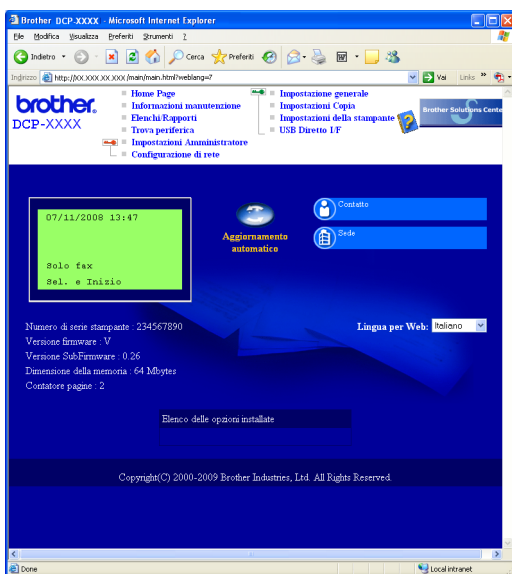 Brother DCP-XXXX - Microsoft Internet Explorer
File Modifica Visualizza Preferiti Strumenti ?
Indietro Cerca Preferiti
Indirizzo http://XX.XXX.XX.XXX/main/main.html?weblang=7 Vai Links »
brother.
DCP-XXXX
Home Page
Informazioni manutenzione
Elenchi/Rapporti
Trova periferica
Impostazioni Amministratore
Configurazione di rete
Impostazione generale
Impostazioni Copia
Impostazioni della stampante
USB Diretto I/F
Brother Solutions Cente
07/11/2008 13:47
Solo fax
Sel. e Inizio
Aggiornamento
automatico
Contatto
Sede
Numero di serie stampante : 234567890
Versione firmware : V
Versione SubFirmware : 0.26
Dimensione della memoria : 64 Mbytes
Contatore pagine : 2
Lingua per Web: Italiano
Elenco delle opzioni installate
Copyright(C) 2000-2009 Brother Industries, Ltd. All Rights Reserved.
Done Local intranet